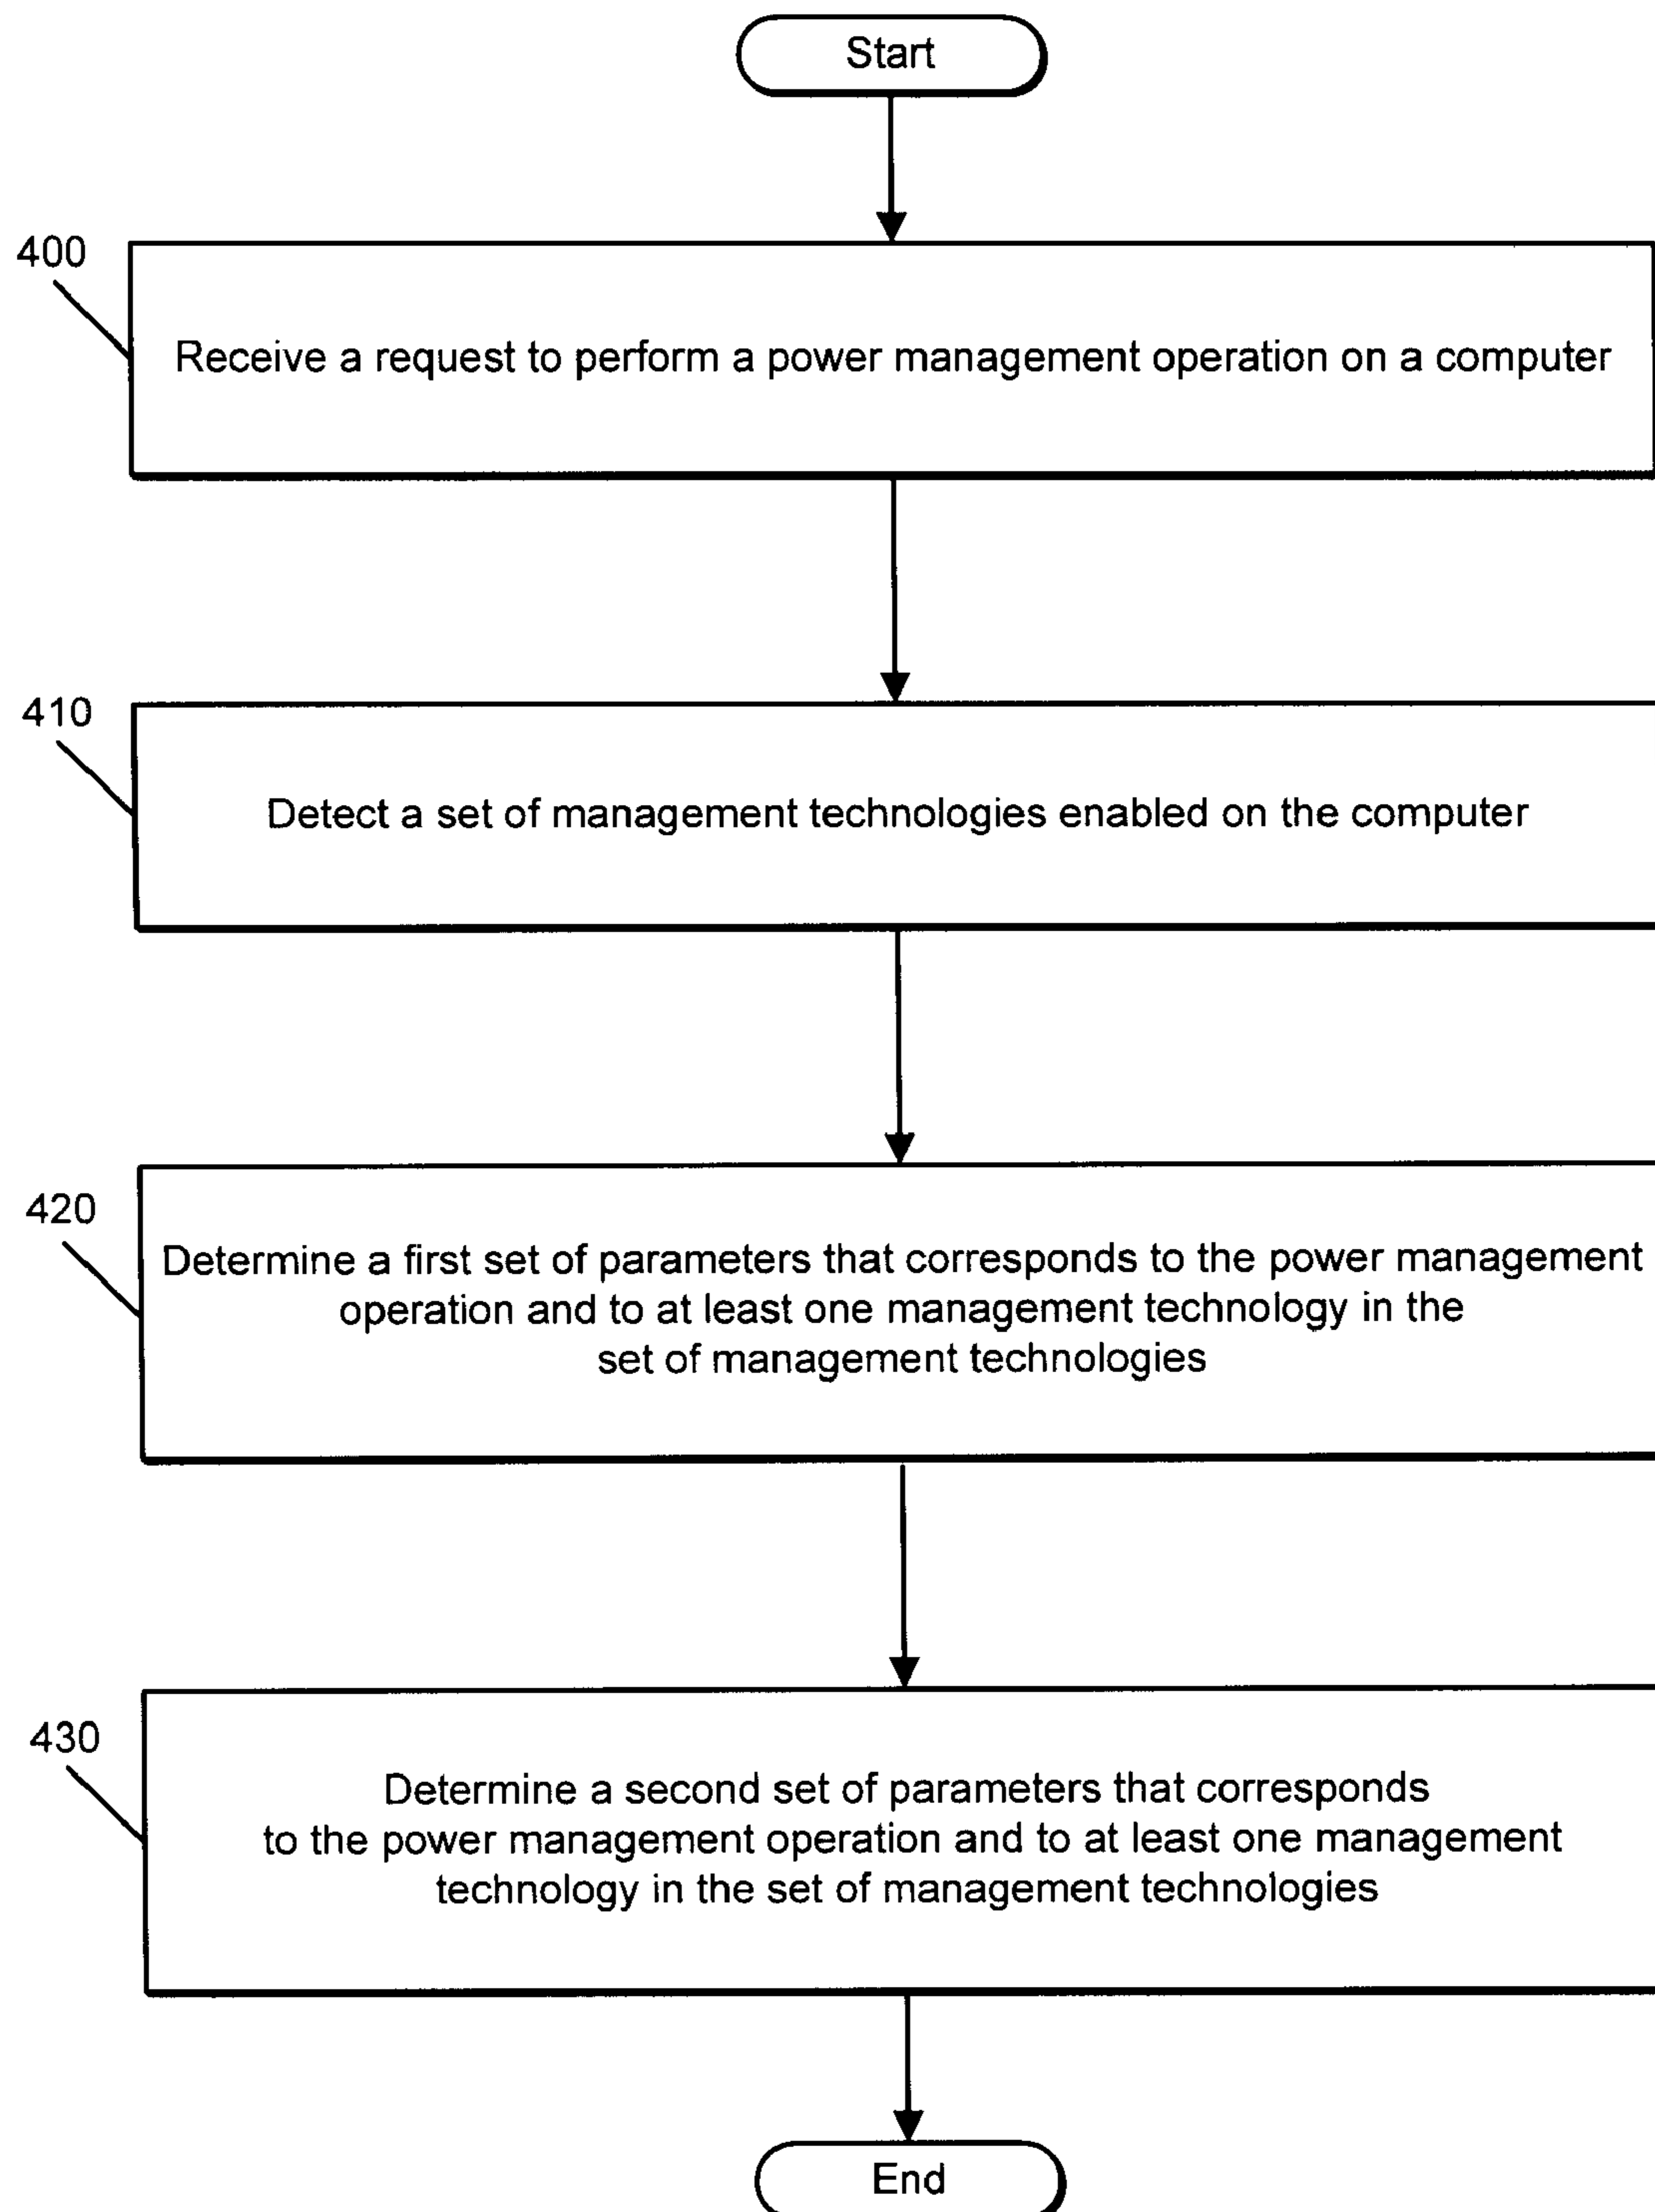 Start
400
Receive a request to perform a power management operation on a computer
410
Detect a set of management technologies enabled on the computer
420
Determine a first set of parameters that corresponds to the power management
operation and to at least one management technology in the
set of management technologies
430
Determine a second set of parameters that corresponds
to the power management operation and to at least one management
technology in the set of management technologies
End